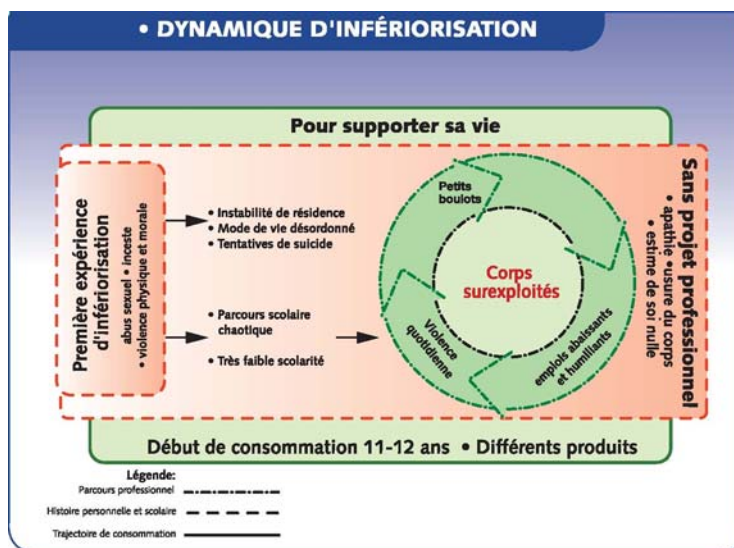 • DYNAMIQUE D'INFÉRIORISATION
Pour supporter sa vie
Première expérience
d'infériorisation
abus sexuel • inceste
• violence physique et morale
• Instabilité de résidence
• Mode de vie désordonné
• Tentatives de suicide
• Parcours scolaire
chaotique
• Très faible scolarité
Petits
boulots
Corps
surexploités
Violence
quotidienne
emplois abaissants
et humiliants
Sans projet professionnel
• apathie • usure du corps
• estime de soi nulle
Début de consommation 11-12 ans • Différents produits
Légende:
Parcours professionnel
Histoire personnelle et scolaire
Trajectoire de consommation